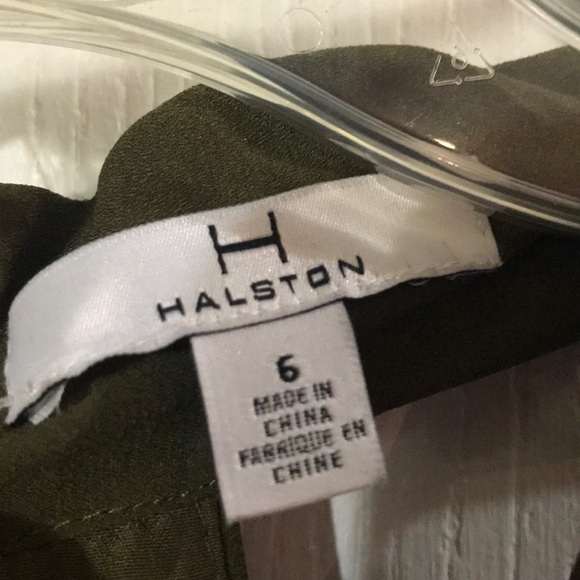 H
HALSTON
6
MADE IN
CHINA
FABRIQUE EN
CHINE